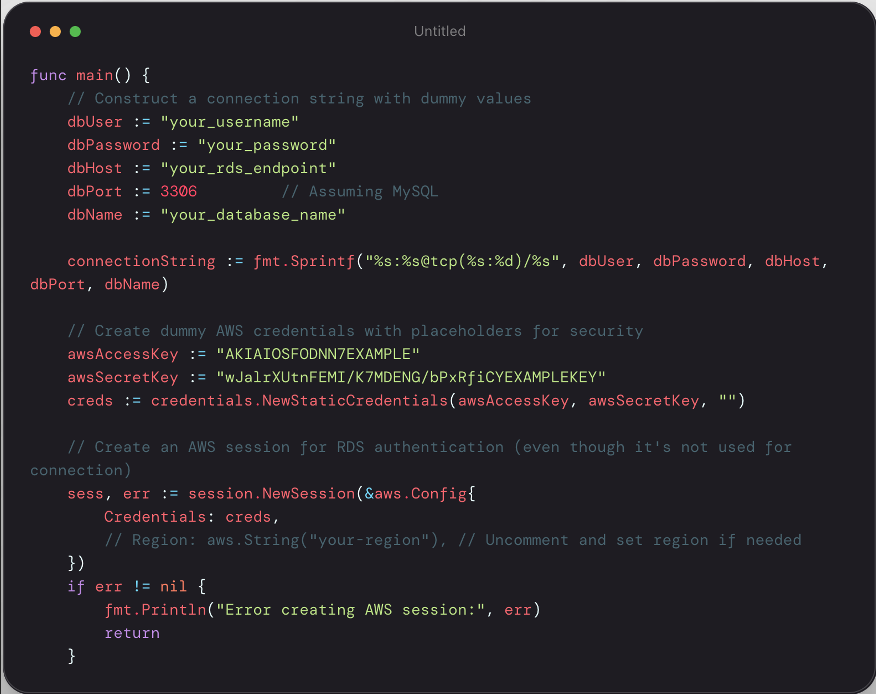 Untitled
func main() {
    // Construct a connection string with dummy values
    dbUser := "your_username"
    dbPassword := "your_password"
    dbHost := "your_rds_endpoint"
    dbPort := 3306         // Assuming MySQL
    dbName := "your_database_name"

    connectionString := fmt.Sprintf("%s:%s@tcp(%s:%d)/%s", dbUser, dbPassword, dbHost,
dbPort, dbName)

    // Create dummy AWS credentials with placeholders for security
    awsAccessKey := "AKIAIOSFODNN7EXAMPLE"
    awsSecretKey := "wJalrXUtnFEMI/K7MDENG/bPxRfiCYEXAMPLEKEY"
    creds := credentials.NewStaticCredentials(awsAccessKey, awsSecretKey, "")

    // Create an AWS session for RDS authentication (even though it's not used for
connection)
    sess, err := session.NewSession(&aws.Config{
        Credentials: creds,
        // Region: aws.String("your-region"), // Uncomment and set region if needed
    })
    if err != nil {
        fmt.Println("Error creating AWS session:", err)
        return
    }